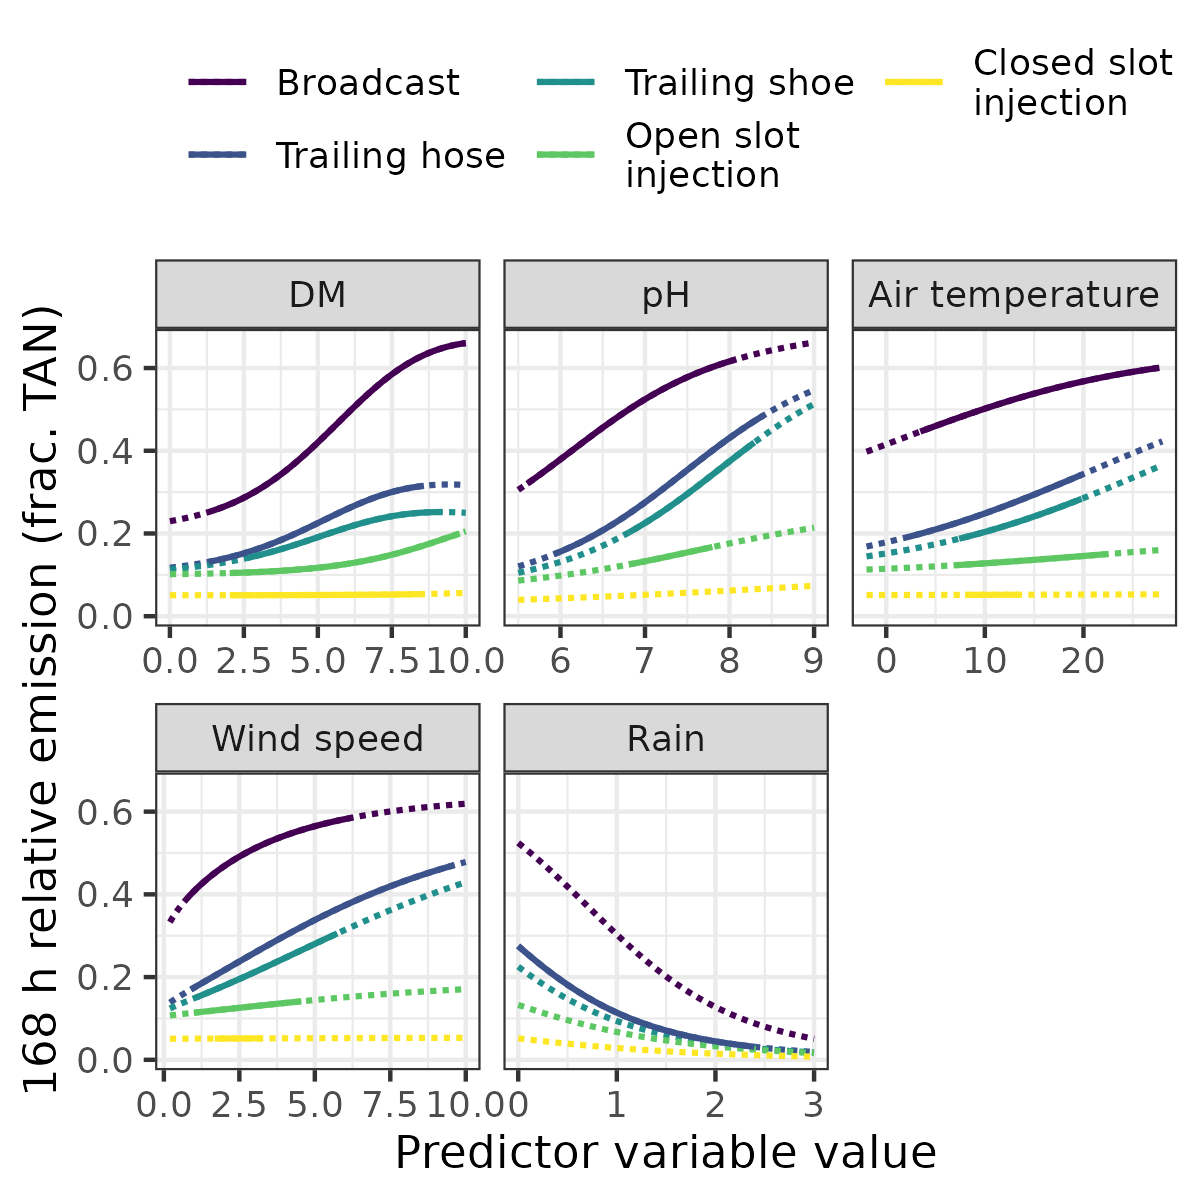 Broadcast
Trailing shoe
Closed slot
injection
Trailing hose
Open slot
injection
168 h relative emission (frac. TAN)
DM
pH
Air temperature
0.6
0.4
0.2
0.0
0.0 2.5 5.0 7.5 10.0
6 7 8 9
0 10 20
Wind speed
Rain
0.6
0.4
0.2
0.0
0.0 2.5 5.0 7.5 10.0
0 1 2 3
Predictor variable value